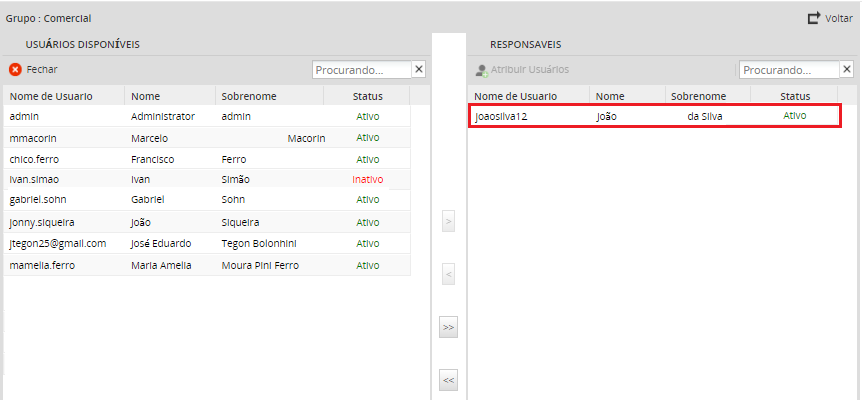 Grupo : Comercial
Voltar
USUÁRIOS DISPONÍVEIS
Fechar
Procurando...
Nome de Usuario Nome Sobrenome Status
admin Administrator admin Ativo
mmacorin Marcelo Macorin Ativo
chico.ferro Francisco Ferro Ativo
ivan.simao Ivan Simão Inativo
gabriel.sohn Gabriel Sohn Ativo
jonny.siqueira João Siqueira Ativo
jtegon25@gmail.com José Eduardo Tegon Bolonhini Ativo
mamelia.ferro Maria Amelia Moura Pini Ferro Ativo
>
<
>>
<<
RESPONSAVEIS
Atribuir Usuários
Procurando...
Nome de Usuario Nome Sobrenome Status
joaosilva12 João da Silva Ativo